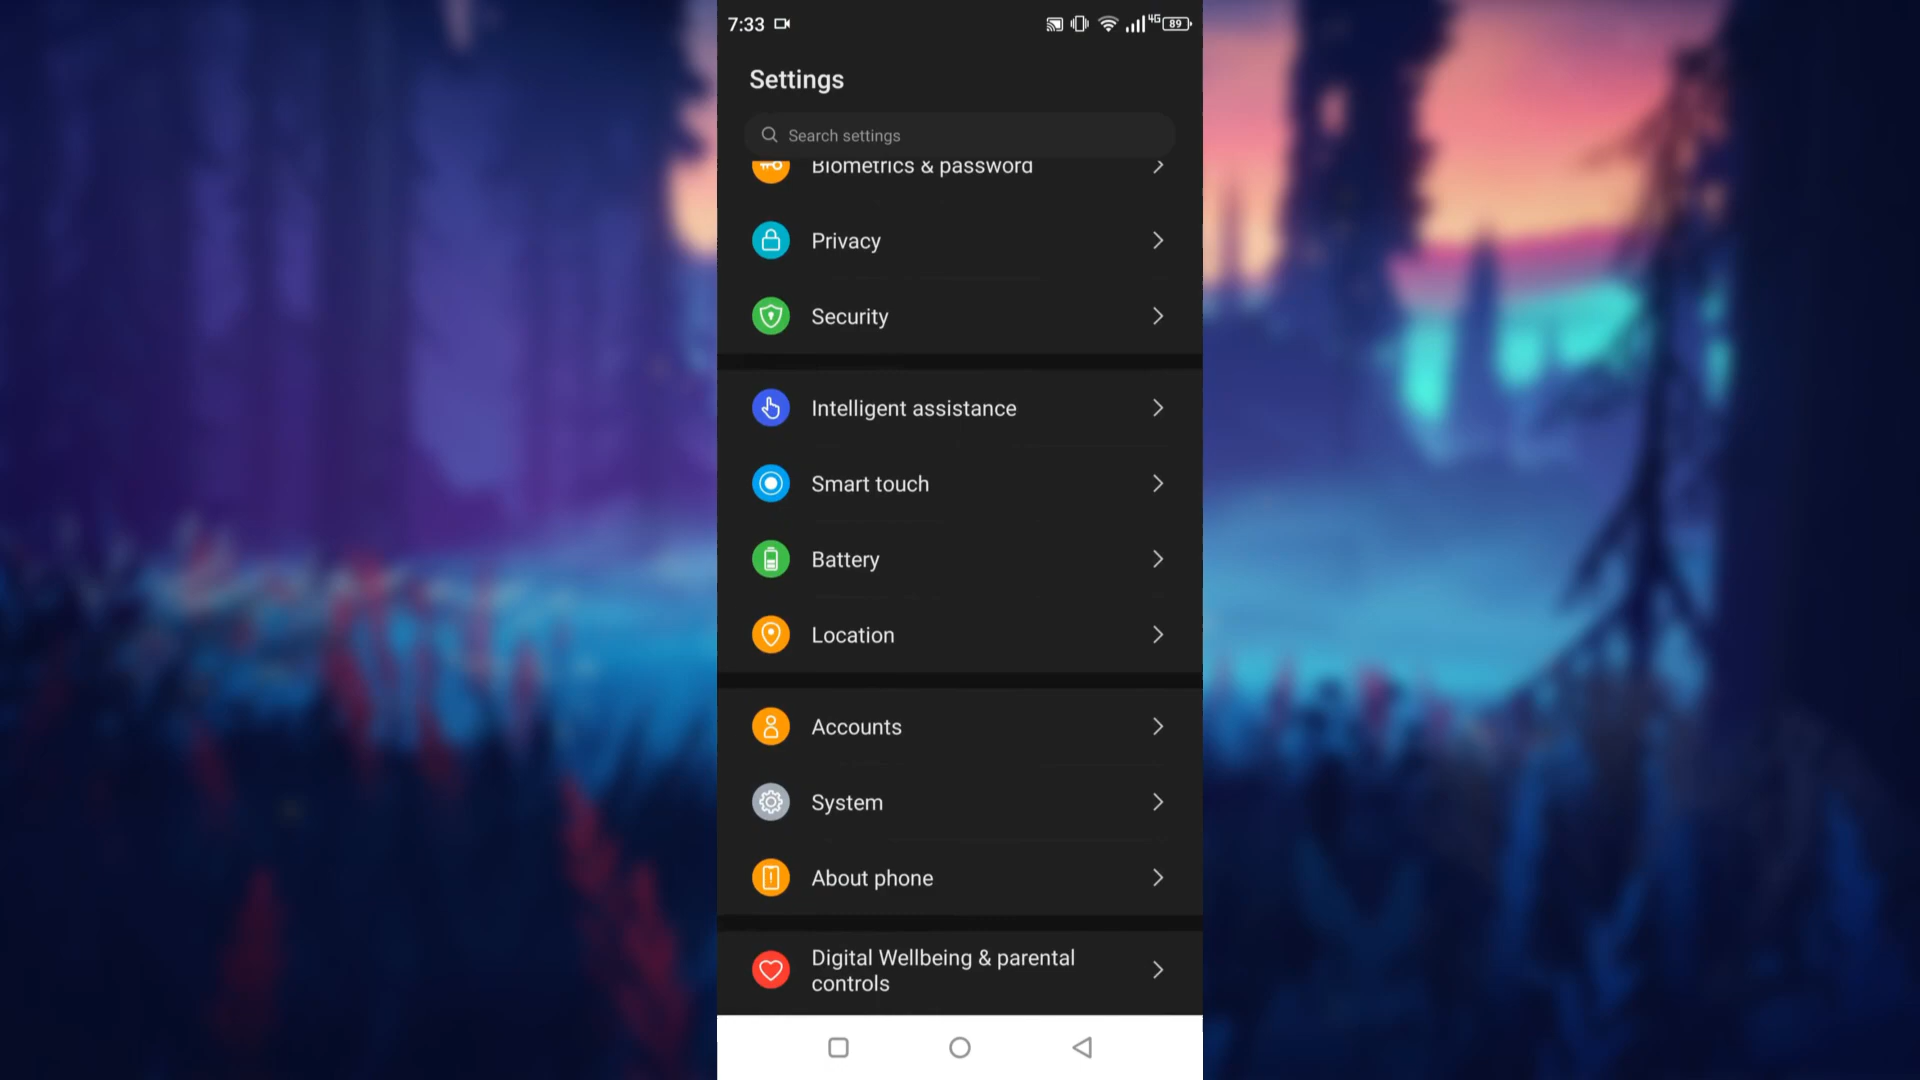 7:33
4G
89
Settings
Search settings
Biometrics & password
Privacy
Security
Intelligent assistance
Smart touch
Battery
Location
Accounts
System
About phone
Digital Wellbeing & parental
controls